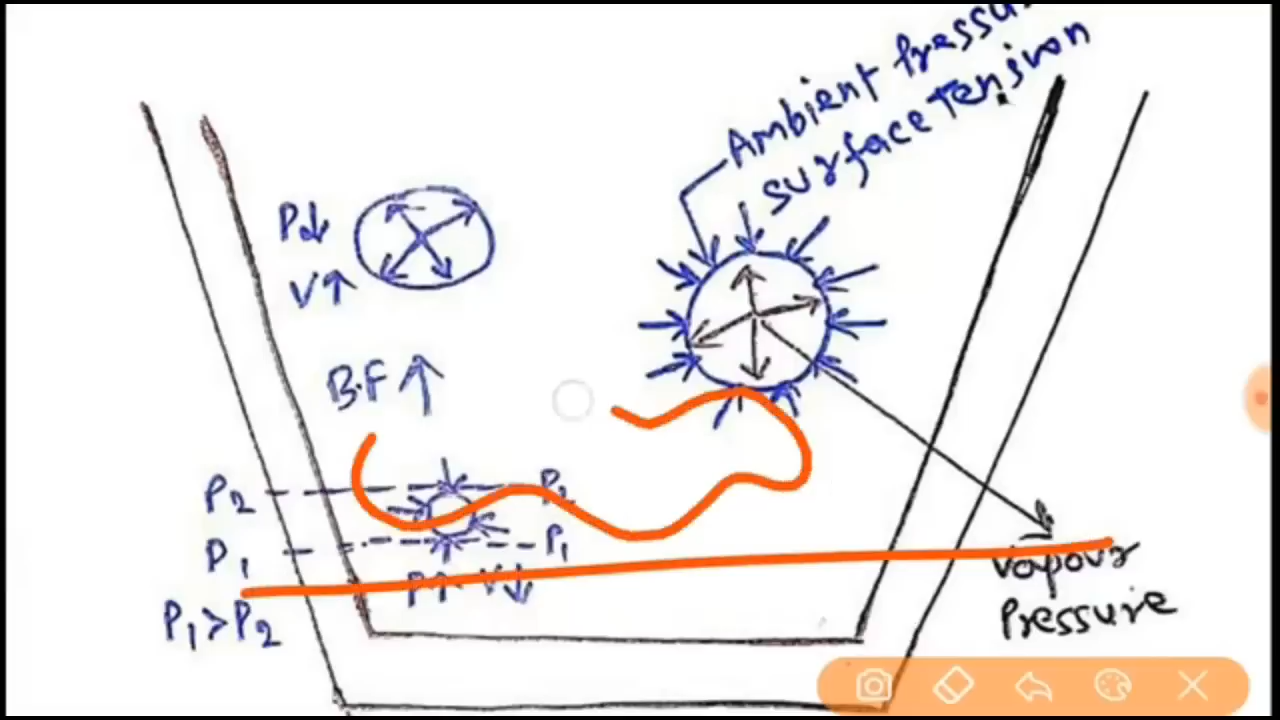 Ambient Pressu
surface Tension
P↓
V↑
B.F ↑
P2
P2
P1
P1
P↑ V↓
P1 > P2
Vapour
Pressure